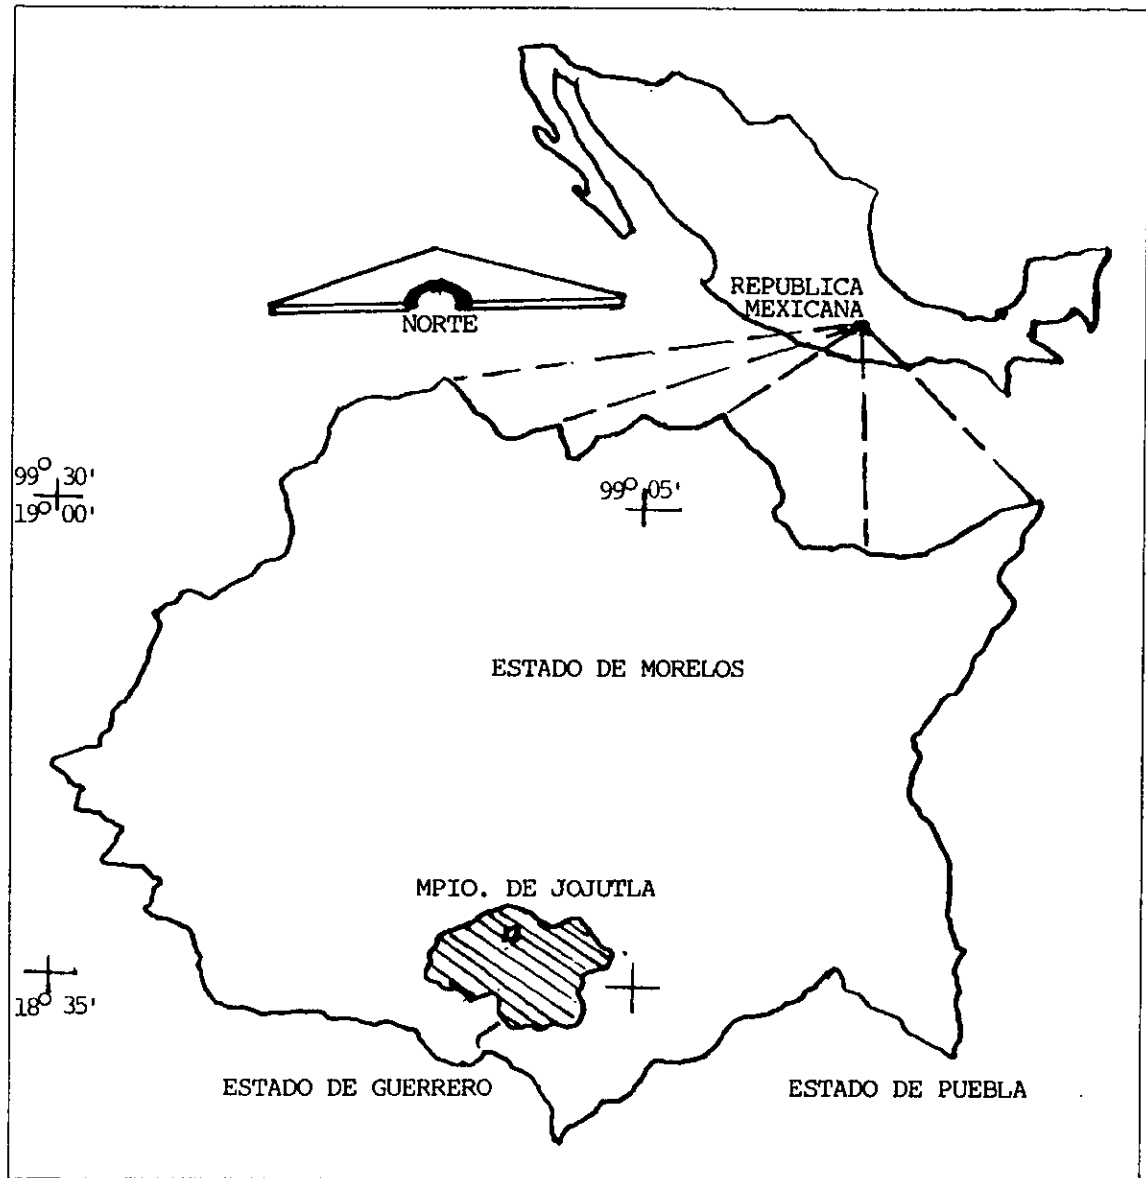 REPUBLICA
MEXICANA
NORTE
99° 30'
19° 00'
99° 05'
ESTADO DE MORELOS
MPIO. DE JOJUTLA
18° 35'
ESTADO DE GUERRERO
ESTADO DE PUEBLA